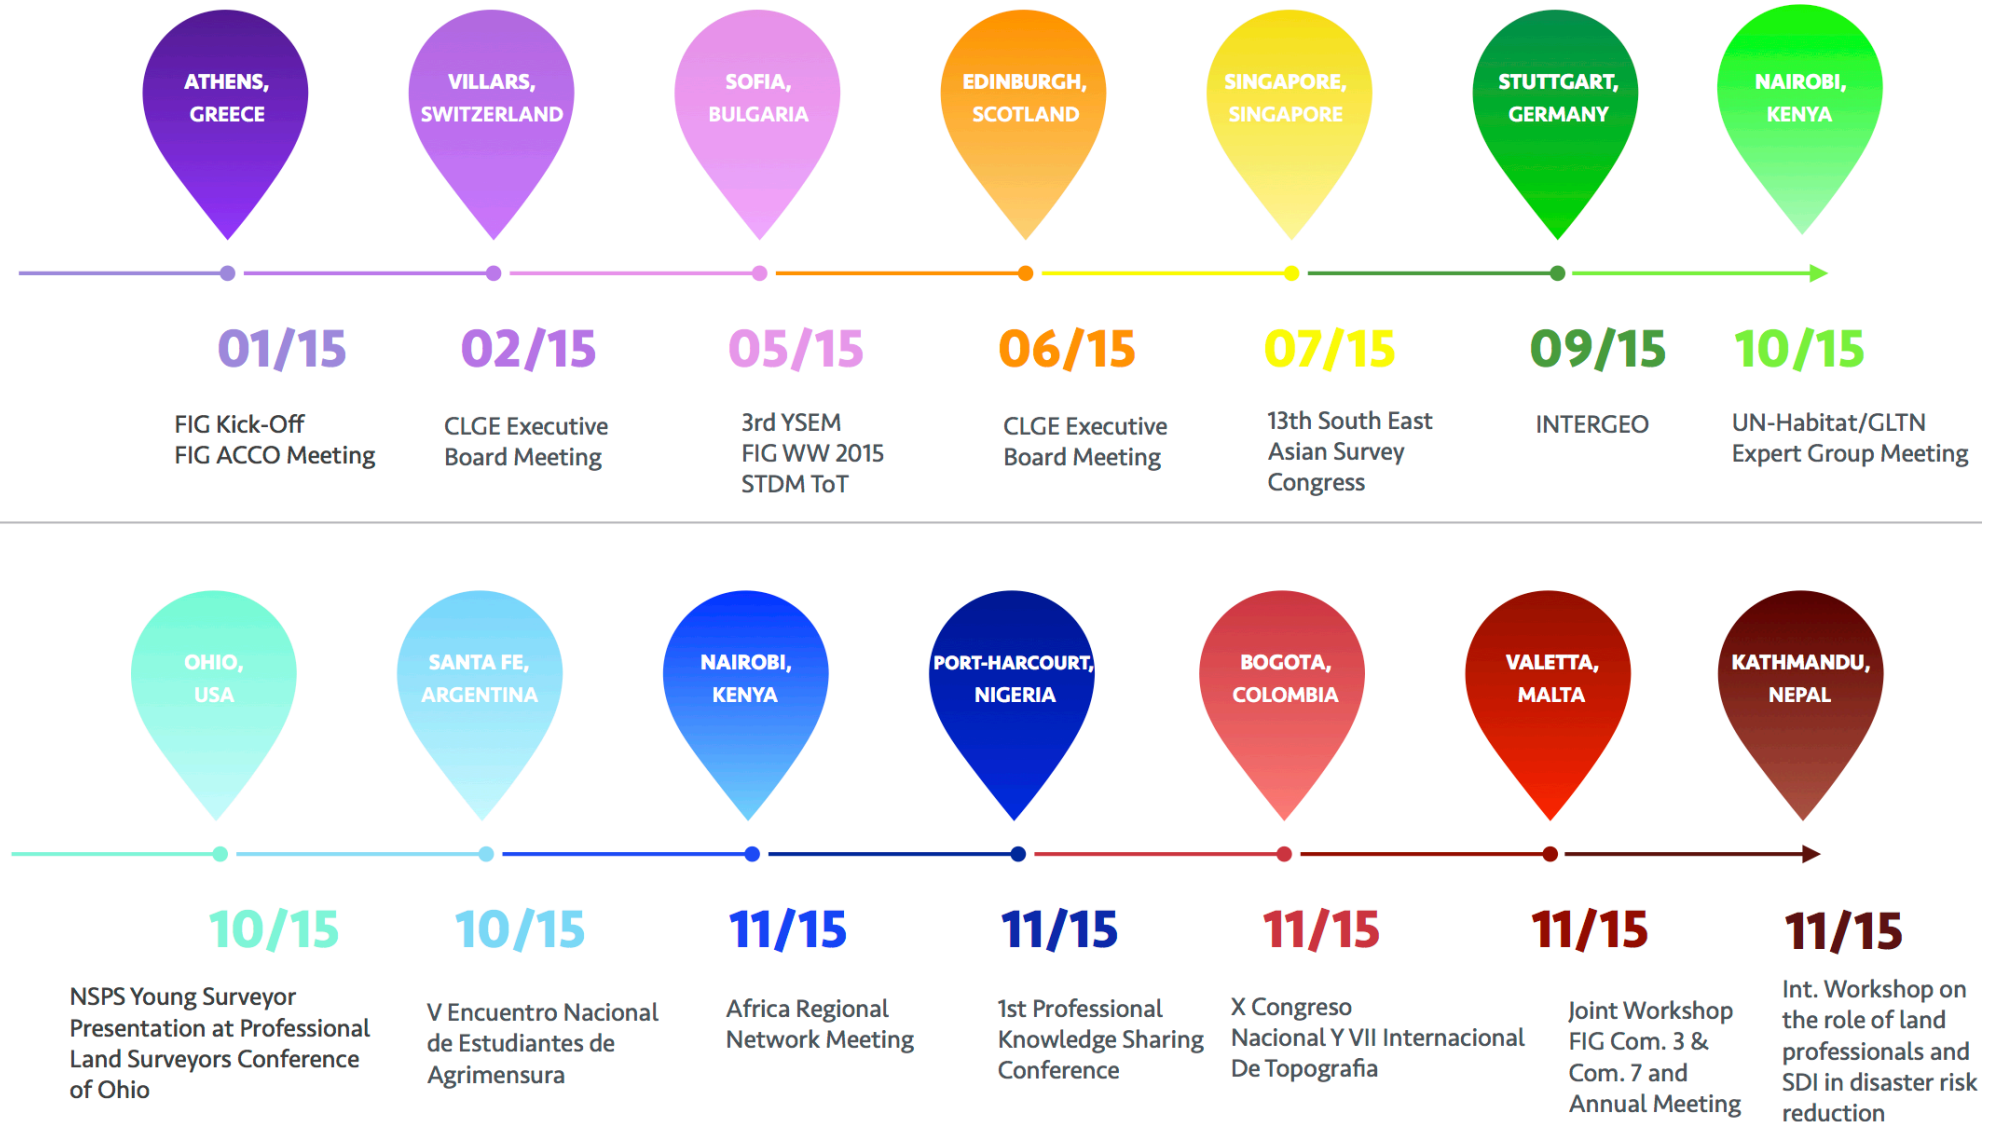 ATHENS,
GREECE
VILLARS,
SWITZERLAND
SOFIA,
BULGARIA
EDINBURGH,
SCOTLAND
SINGAPORE,
SINGAPORE
STUTTGART,
GERMANY
NAIROBI,
KENYA
01/15
02/15
05/15
06/15
07/15
09/15
10/15
FIG Kick-Off
FIG ACCO Meeting
CLGE Executive
Board Meeting
3rd YSEM
FIG WW 2015
STDM ToT
CLGE Executive
Board Meeting
13th South East
Asian Survey
Congress
INTERGEO
UN-Habitat/GLTN
Expert Group Meeting
OHIO,
USA
SANTA FE,
ARGENTINA
NAIROBI,
KENYA
PORT-HARCOURT,
NIGERIA
BOGOTA,
COLOMBIA
VALETTA,
MALTA
KATHMANDU,
NEPAL
10/15
10/15
11/15
11/15
11/15
11/15
11/15
NSPS Young Surveyor
Presentation at Professional
Land Surveyors Conference
of Ohio
V Encuentro Nacional
de Estudiantes de
Agrimensura
Africa Regional
Network Meeting
1st Professional
Knowledge Sharing
Conference
X Congreso
Nacional Y VII Internacional
De Topografia
Joint Workshop
FIG Com. 3 &
Com. 7 and
Annual Meeting
Int. Workshop on
the role of land
professionals and
SDI in disaster risk
reduction